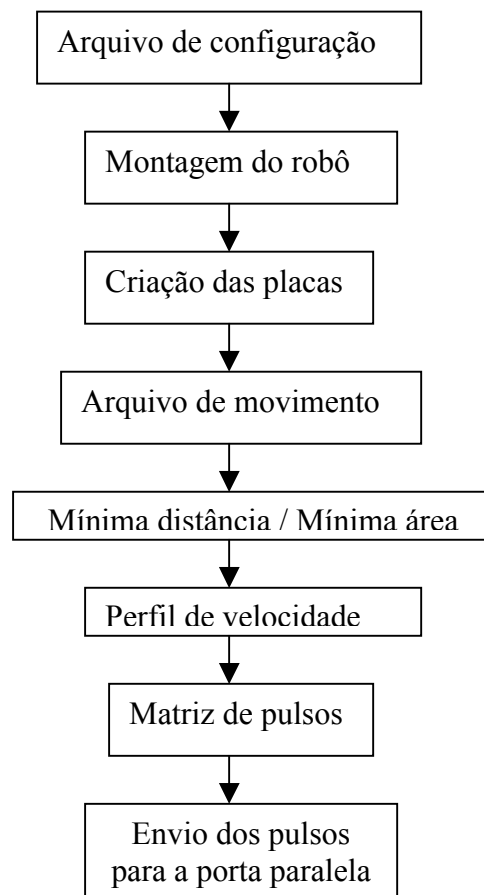 Arquivo de configuração
Montagem do robô
Criação das placas
Arquivo de movimento
Mínima distância / Mínima área
Perfil de velocidade
Matriz de pulsos
Envio dos pulsos
para a porta paralela